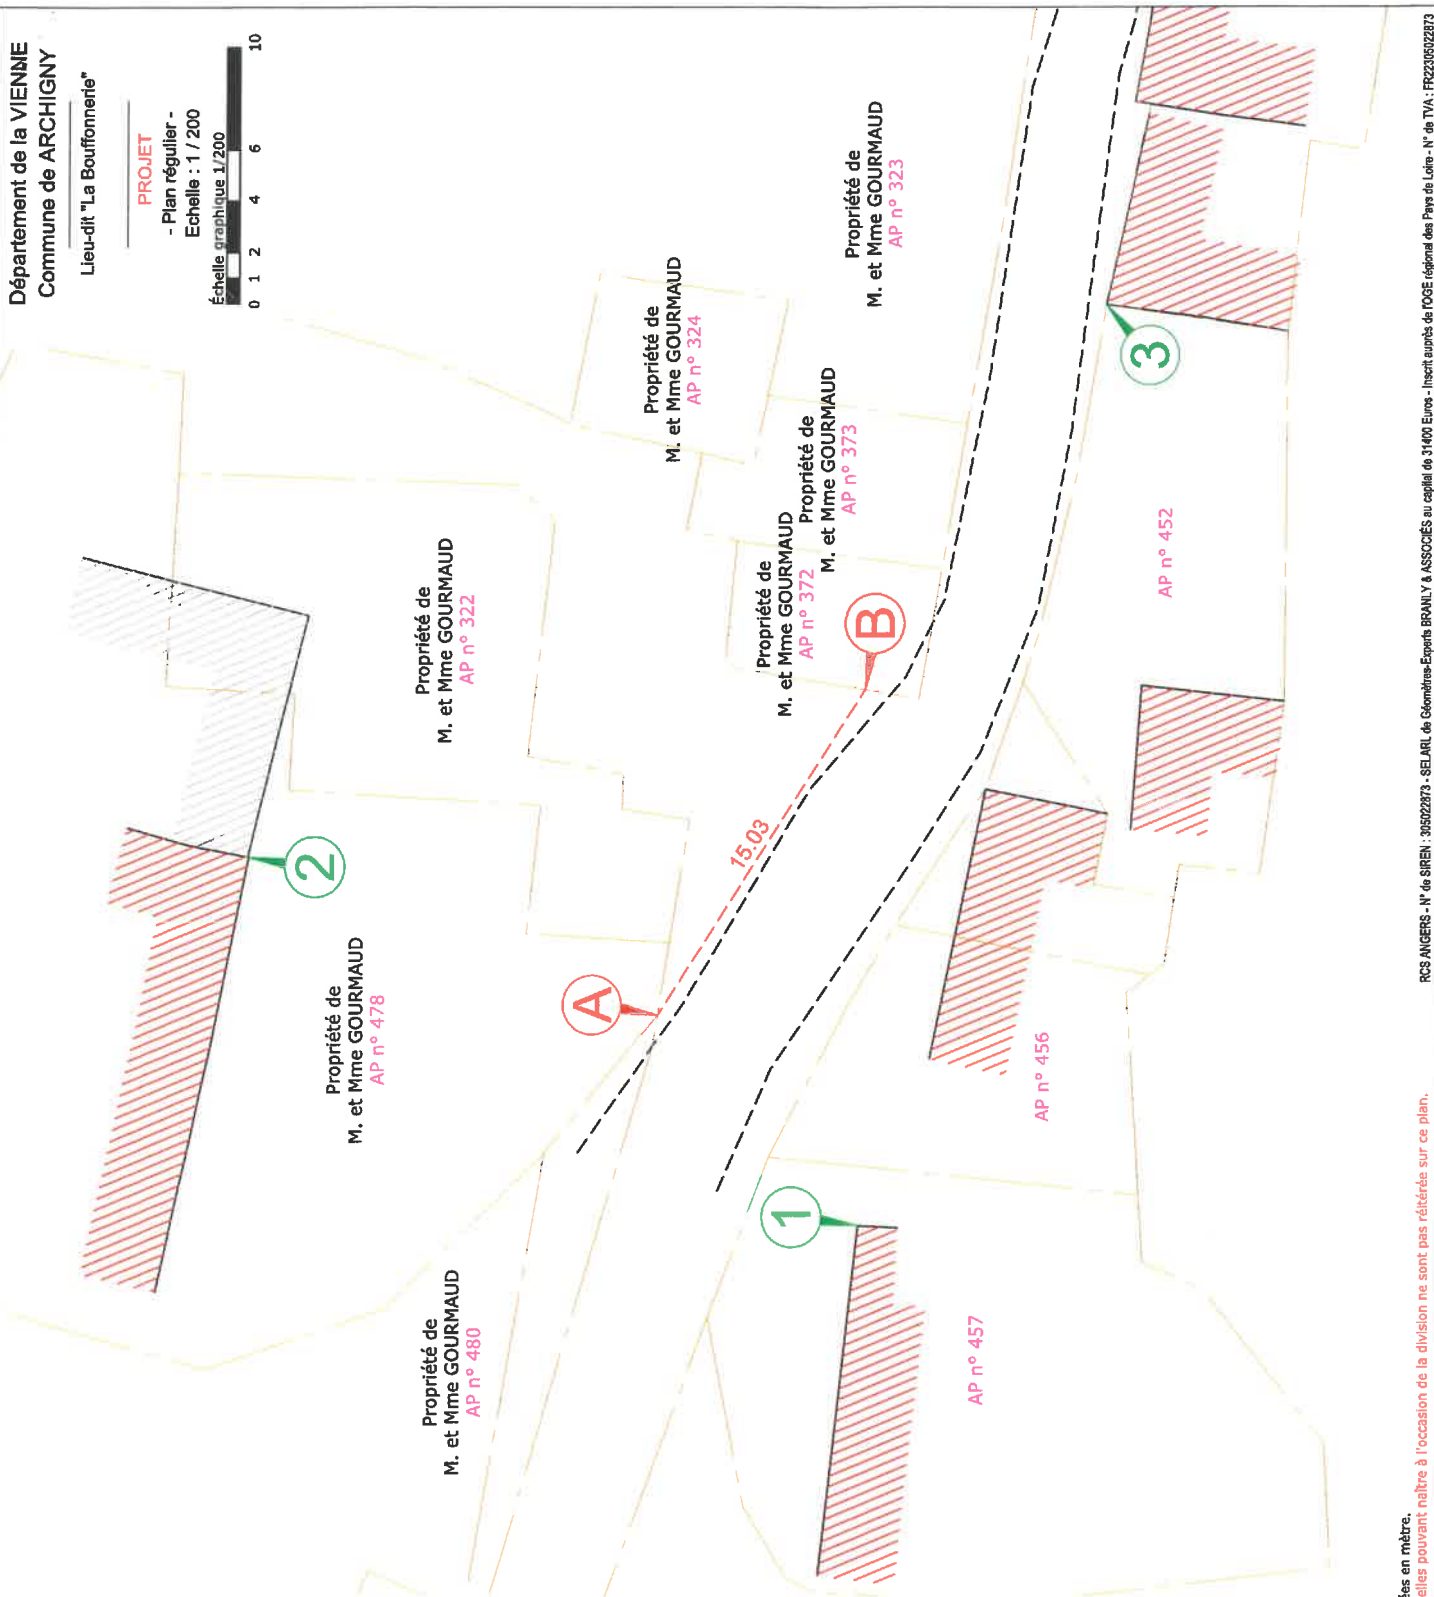 Département de la VIENNE
Commune de ARCHIGNY
Lieu-dit "La Bouffonnerie"
PROJET
- Plan régulier -
Echelle : 1 / 200
Échelle graphique 1/200
0 1 2 4 6 10
2
Propriété de
M. et Mme GOURMAUD
AP n° 478
Propriété de
M. et Mme GOURMAUD
AP n° 322
Propriété de
M. et Mme GOURMAUD
AP n° 480
A
15.03
B
Propriété de
M. et Mme GOURMAUD
AP n° 324
Propriété de
M. et Mme GOURMAUD
AP n° 372
Propriété de
M. et Mme GOURMAUD
AP n° 373
Propriété de
M. et Mme GOURMAUD
AP n° 323
1
AP n° 457
AP n° 456
AP n° 452
3
ées en mètre.
elles pouvant naître à l'occasion de la division ne sont pas réitérée sur ce plan.
RCS ANGERS - N° de SIREN : 305022873 - SELARL de Géomètres-Experts BRANLY & ASSOCIÉS au capital de 31400 Euros - Inscrit auprès de l'OGE régional des Pays de Loire - N° de TVA : FR22305022873